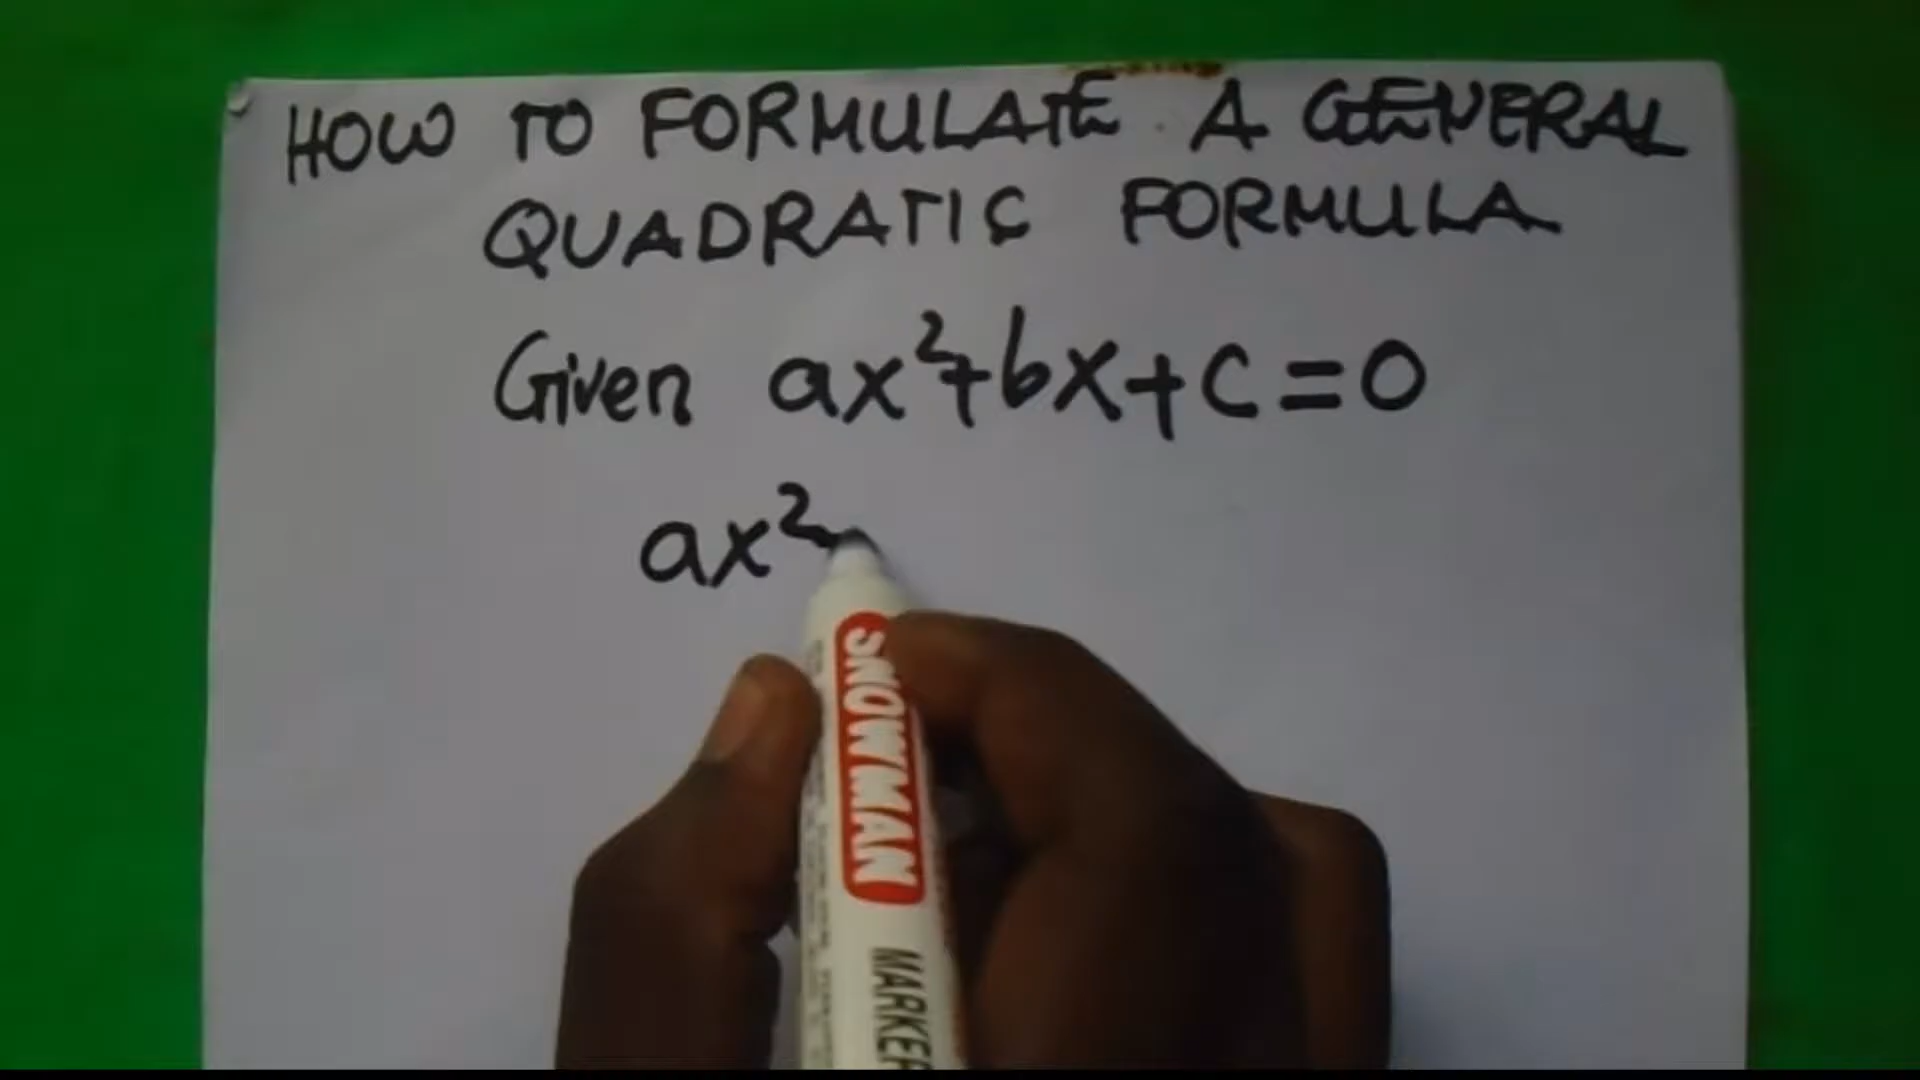 HOW TO FORMULATE A GENERAL
QUADRATIC FORMULA
Given ax²+bx+c=0
ax²
SNOWMAN
MARKER